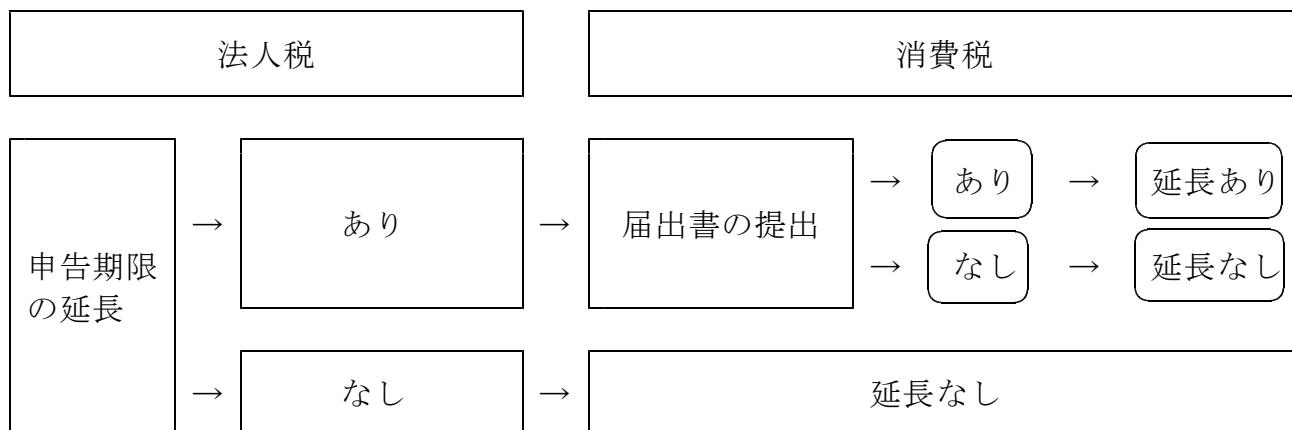 法人税
消費税
申告期限
の延長
→
あり
→
届出書の提出
→
あり
→
延長あり
→
なし
→
延長なし
→
なし
→
延長なし